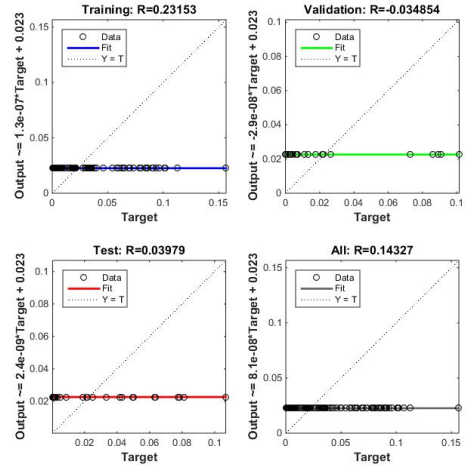 Training: R=0.23153
Output ~= 1.3e-07*Target + 0.023
0.15
0.1
0.05
0
Data
Fit
Y = T
0 0.05 0.1 0.15
Target
Validation: R=-0.034854
Output ~= -2.9e-08*Target + 0.023
0.1
0.08
0.06
0.04
0.02
0
Data
Fit
Y = T
0 0.02 0.04 0.06 0.08 0.1
Target
Test: R=0.03979
Output ~= 2.4e-09*Target + 0.023
0.1
0.08
0.06
0.04
0.02
Data
Fit
Y = T
0.02 0.04 0.06 0.08 0.1
Target
All: R=0.14327
Output ~= 8.1e-08*Target + 0.023
0.15
0.1
0.05
0
Data
Fit
Y = T
0 0.05 0.1 0.15
Target